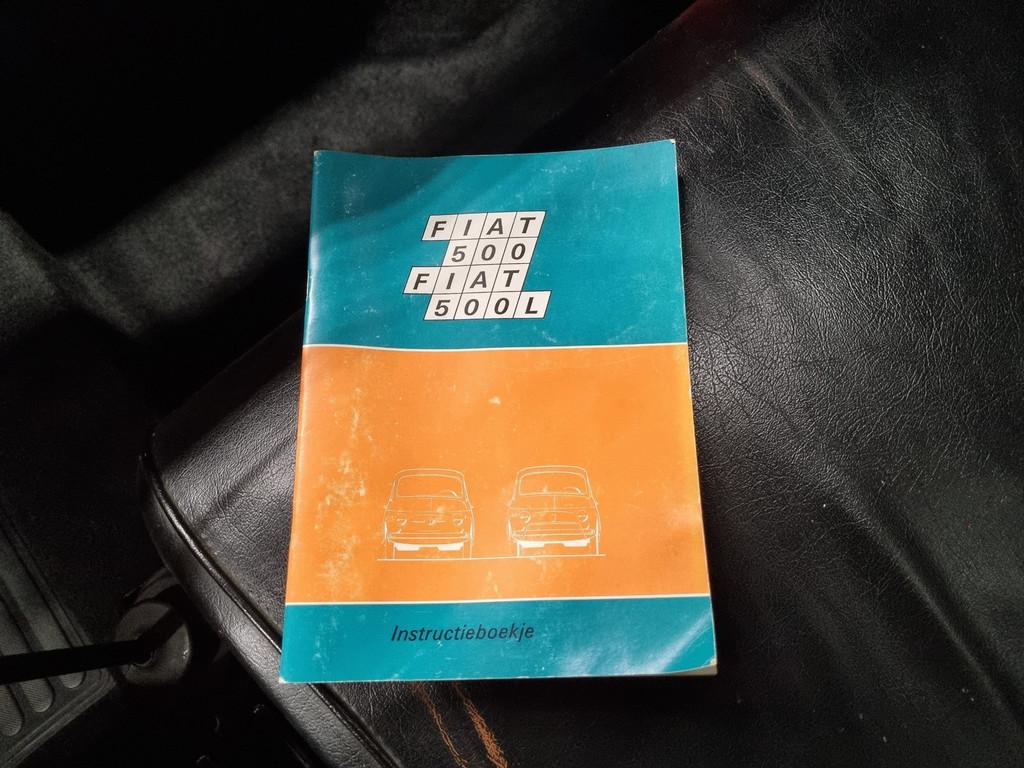 FIAT
500
FIAT
500L
Instructieboekje